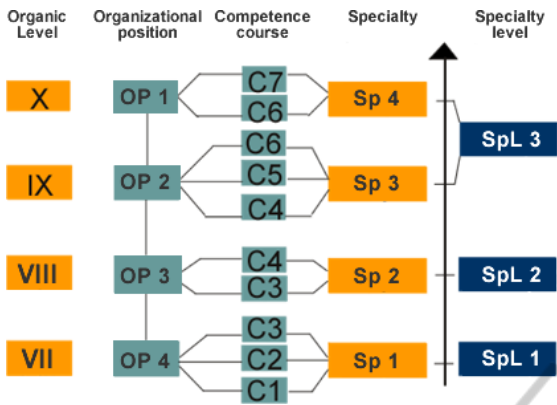 Organic
Level
Organizational
position
Competence
course
Specialty
Specialty
level
X
OP 1
C7
C6
Sp 4
SpL 3
IX
OP 2
C6
C5
C4
Sp 3
VIII
OP 3
C4
C3
Sp 2
SpL 2
VII
OP 4
C3
C2
C1
Sp 1
SpL 1